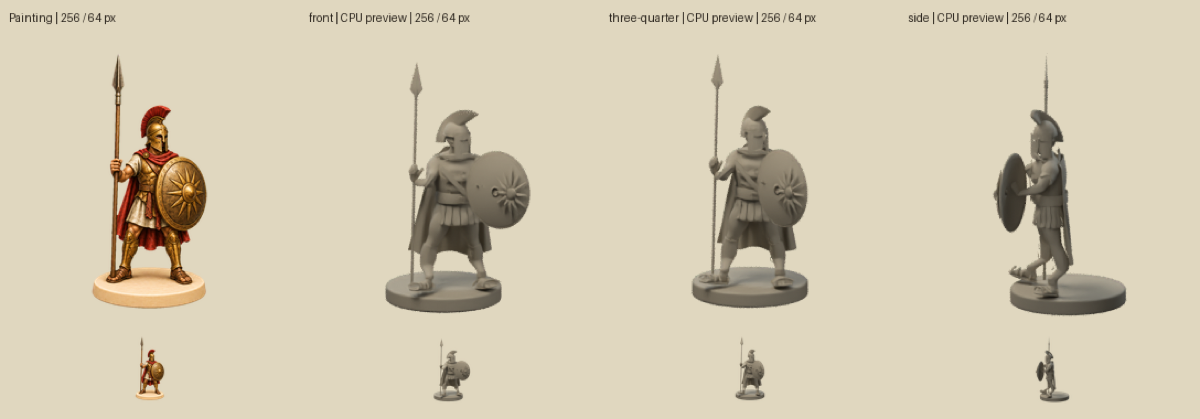 Painting | 256 / 64 px
front | CPU preview | 256 / 64 px
three-quarter | CPU preview | 256 / 64 px
side | CPU preview | 256 / 64 px